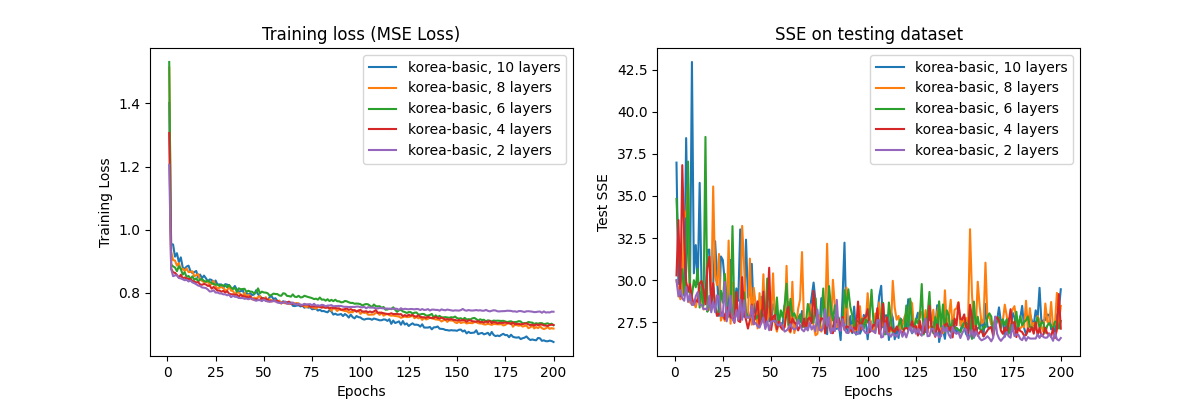 Training loss (MSE Loss)
1.4
1.2
1.0
0.8
Training Loss
korea-basic, 10 layers
korea-basic, 8 layers
korea-basic, 6 layers
korea-basic, 4 layers
korea-basic, 2 layers
0 25 50 75 100 125 150 175 200
Epochs
SSE on testing dataset
42.5
40.0
37.5
35.0
32.5
30.0
27.5
Test SSE
korea-basic, 10 layers
korea-basic, 8 layers
korea-basic, 6 layers
korea-basic, 4 layers
korea-basic, 2 layers
0 25 50 75 100 125 150 175 200
Epochs